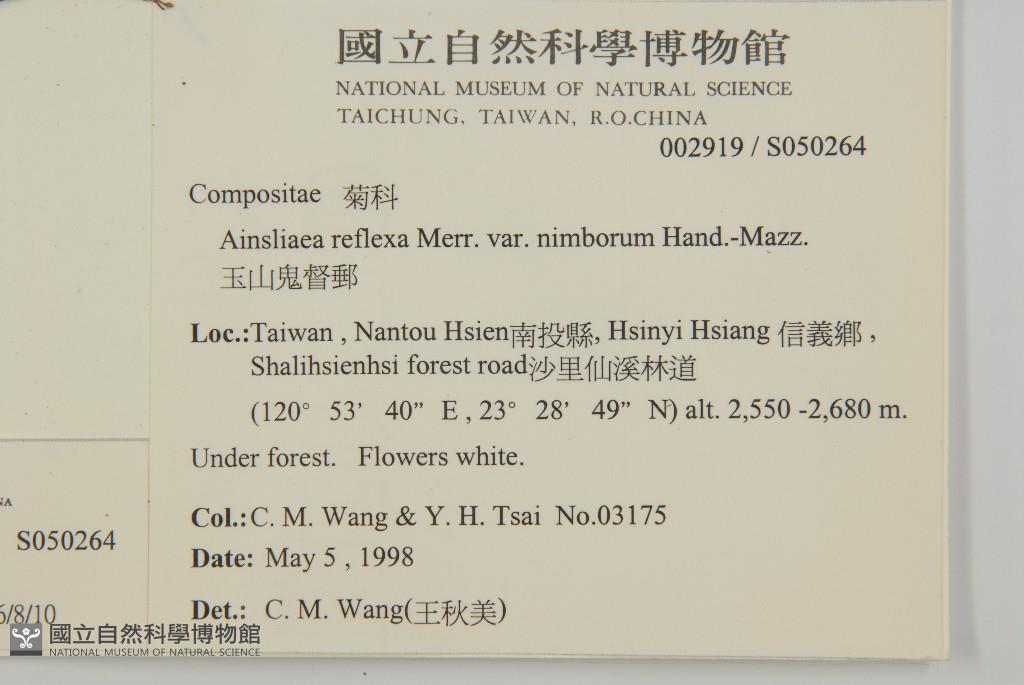 國立自然科學博物館
NATIONAL MUSEUM OF NATURAL SCIENCE
TAICHUNG, TAIWAN, R.O.CHINA
002919 / S050264
Compositae 菊科
Ainsliaea reflexa Merr. var. nimborum Hand.-Mazz.
玉山鬼督郵
Loc.:Taiwan , Nantou Hsien南投縣, Hsinyi Hsiang 信義鄉 ,
Shalihsienhsi forest road沙里仙溪林道
(120° 53’ 40” E , 23° 28’ 49” N) alt. 2,550 -2,680 m.
Under forest. Flowers white.
Col.:C. M. Wang & Y. H. Tsai No.03175
Date: May 5 , 1998
Det.: C. M. Wang(王秋美)
NA
S050264
6/8/10
國立自然科學博物館
NATIONAL MUSEUM OF NATURAL SCIENCE